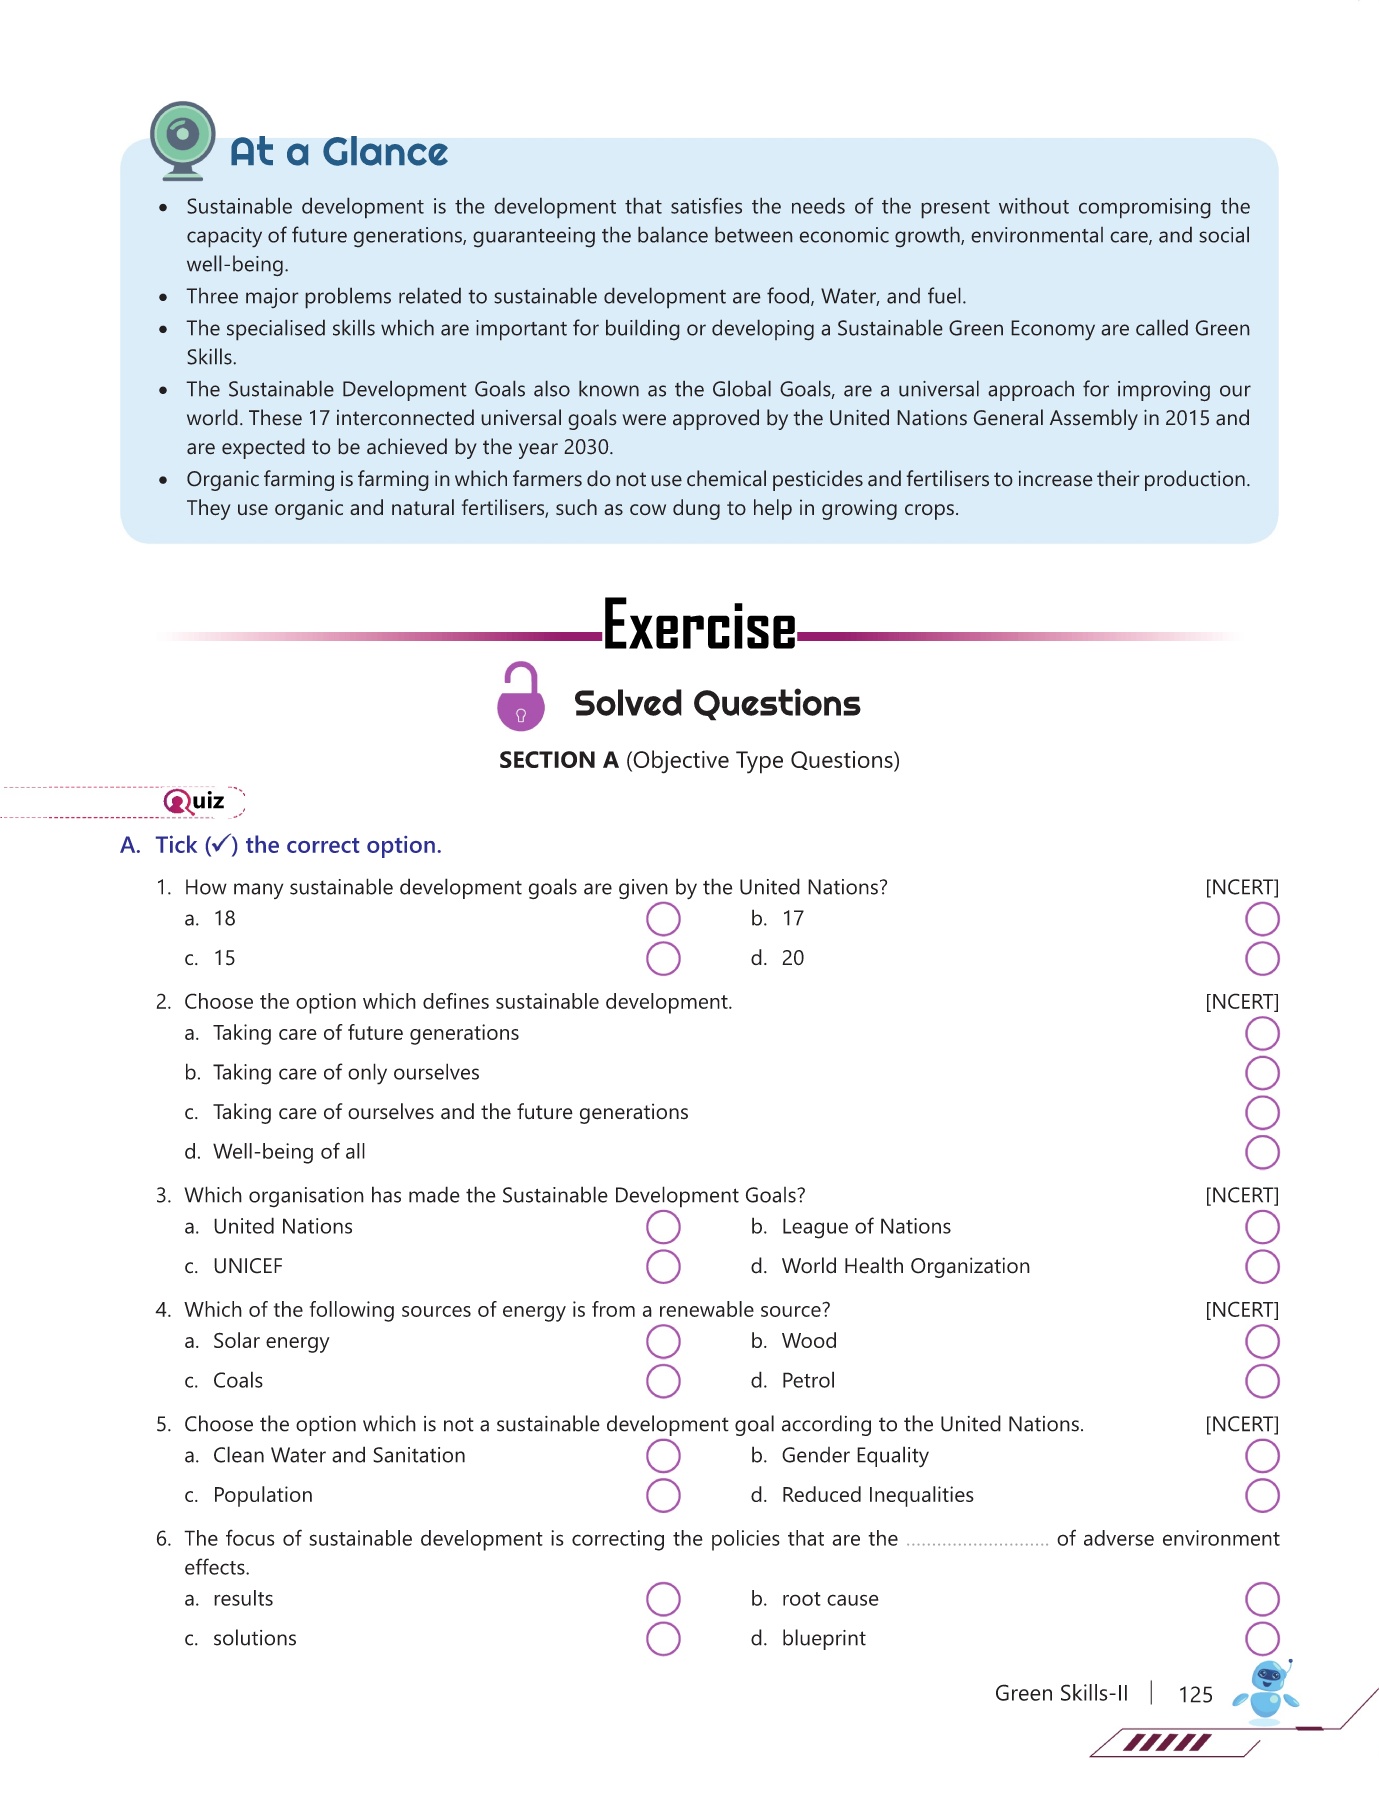 At a Glance
• Sustainable development is the development that satisfies the needs of the present without compromising the
capacity of future generations, guaranteeing the balance between economic growth, environmental care, and social
well-being.
• Three major problems related to sustainable development are food, Water, and fuel.
• The specialised skills which are important for building or developing a Sustainable Green Economy are called Green
Skills.
• The Sustainable Development Goals also known as the Global Goals, are a universal approach for improving our
world. These 17 interconnected universal goals were approved by the United Nations General Assembly in 2015 and
are expected to be achieved by the year 2030.
• Organic farming is farming in which farmers do not use chemical pesticides and fertilisers to increase their production.
They use organic and natural fertilisers, such as cow dung to help in growing crops.
Exercise
Solved Questions
SECTION A (Objective Type Questions)
Quiz
A. Tick (✓) the correct option.
1. How many sustainable development goals are given by the United Nations? [NCERT]
a. 18 b. 17
c. 15 d. 20
2. Choose the option which defines sustainable development. [NCERT]
a. Taking care of future generations
b. Taking care of only ourselves
c. Taking care of ourselves and the future generations
d. Well-being of all
3. Which organisation has made the Sustainable Development Goals? [NCERT]
a. United Nations b. League of Nations
c. UNICEF d. World Health Organization
4. Which of the following sources of energy is from a renewable source? [NCERT]
a. Solar energy b. Wood
c. Coals d. Petrol
5. Choose the option which is not a sustainable development goal according to the United Nations. [NCERT]
a. Clean Water and Sanitation b. Gender Equality
c. Population d. Reduced Inequalities
6. The focus of sustainable development is correcting the policies that are the ............................ of adverse environment
effects.
a. results b. root cause
c. solutions d. blueprint
Green Skills-II | 125